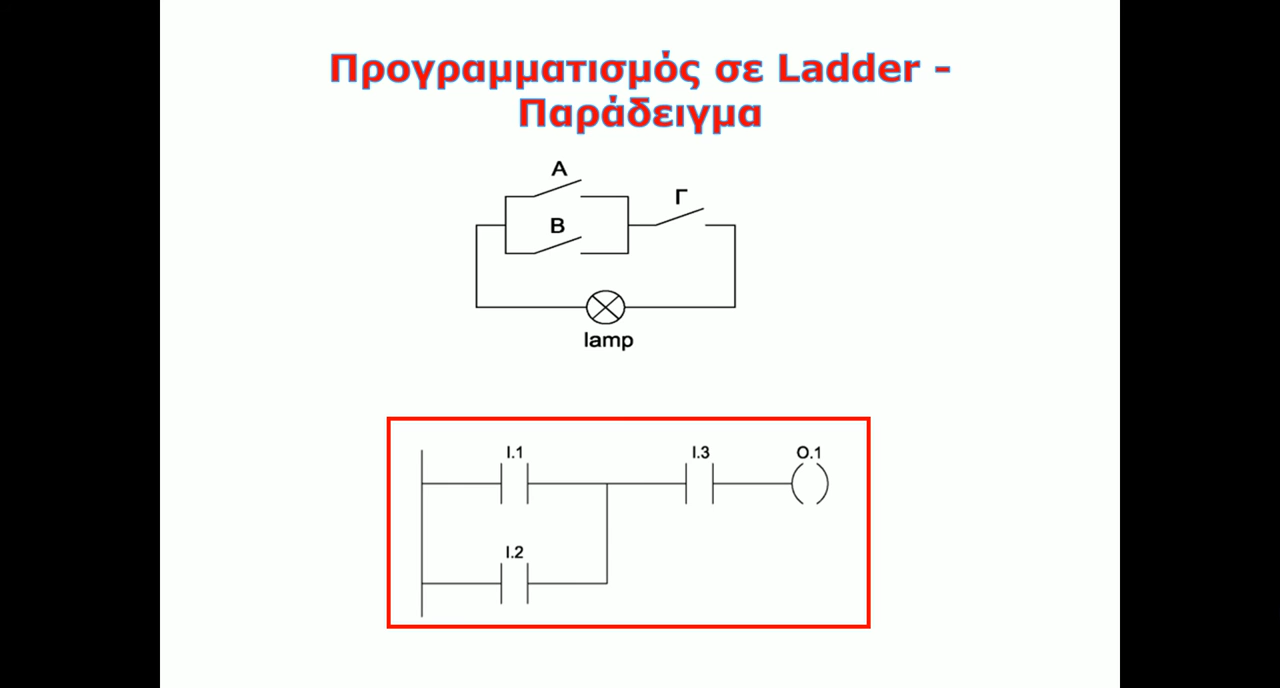 Προγραμματισμός σε Ladder -
Παράδειγμα
Α
Γ
Β
lamp
I.1
I.3
O.1
I.2